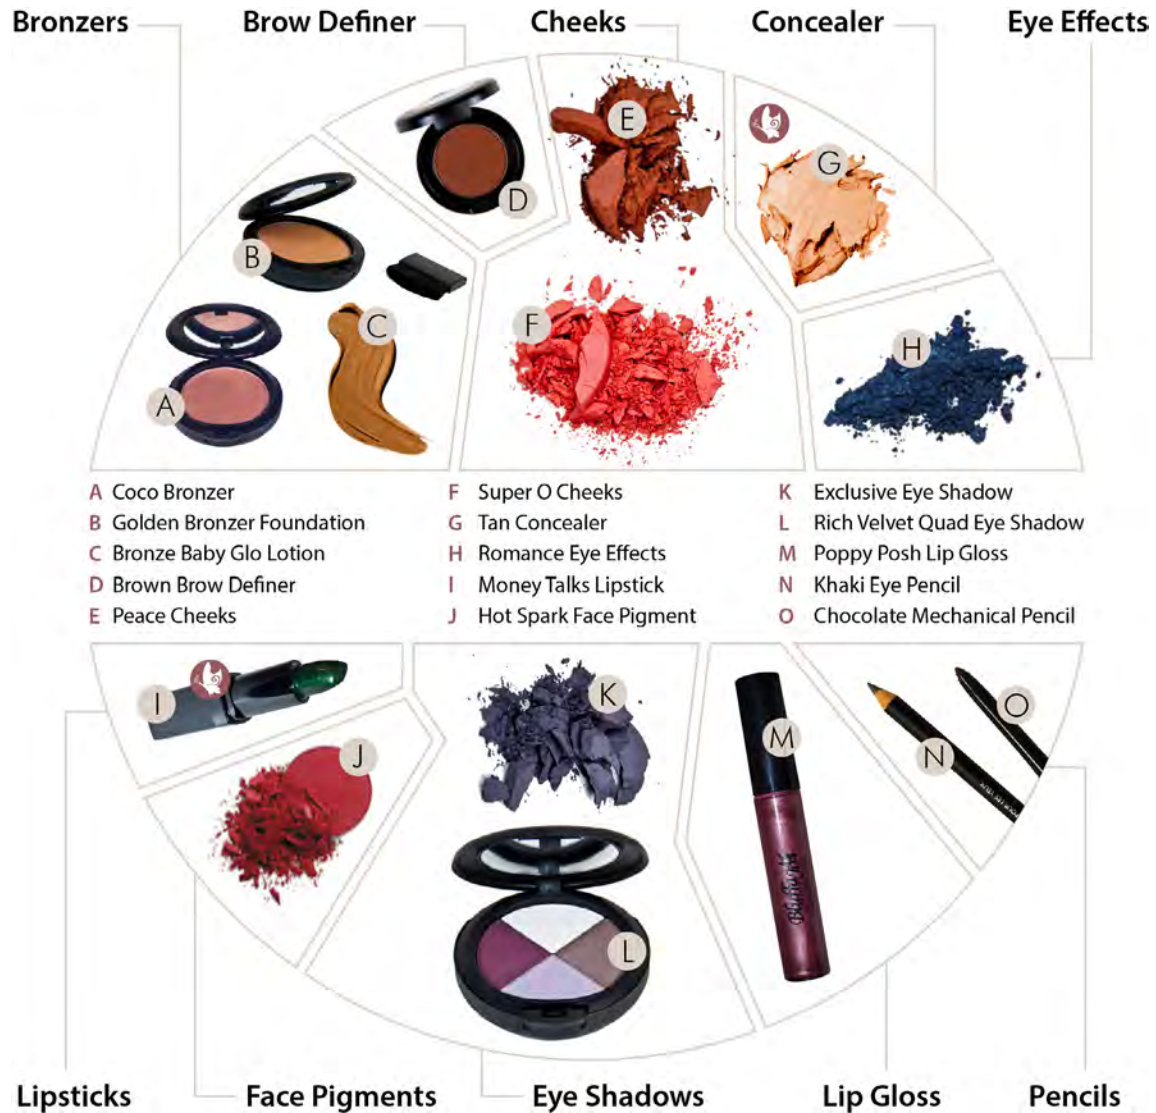 Bronzers
Brow Definer
Cheeks
Concealer
Eye Effects
D
E
G
B
C
F
H
A
A Coco Bronzer
B Golden Bronzer Foundation
C Bronze Baby Glo Lotion
D Brown Brow Definer
E Peace Cheeks
F Super O Cheeks
G Tan Concealer
H Romance Eye Effects
I Money Talks Lipstick
J Hot Spark Face Pigment
K Exclusive Eye Shadow
L Rich Velvet Quad Eye Shadow
M Poppy Posh Lip Gloss
N Khaki Eye Pencil
O Chocolate Mechanical Pencil
I
J
K
L
M
N
O
Lipsticks
Face Pigments
Eye Shadows
Lip Gloss
Pencils